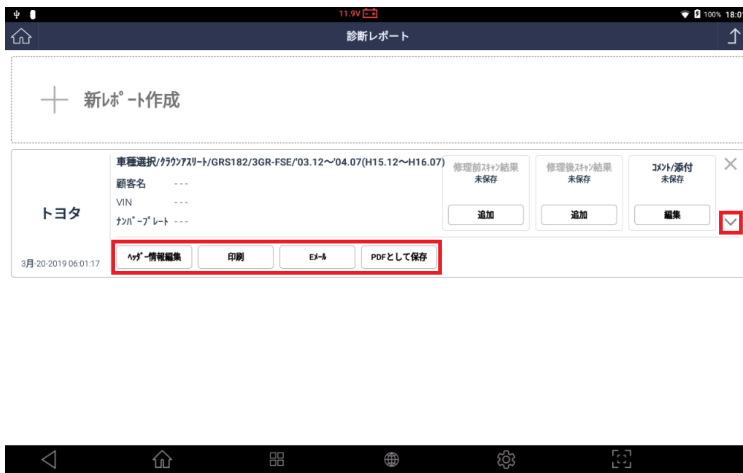 11.9V
100% 18:0
診断レポート
新ﾚﾎﾟｰﾄ作成
車種選択/ｸﾗｳﾝｱｽﾘｰﾄ/GRS182/3GR-FSE/'03.12～'04.07(H15.12～H16.07)
顧客名 ---
VIN ---
ﾅﾝﾊﾞｰﾌﾟﾚｰﾄ ---
トヨタ
3月-20-2019 06:01:17
修理前ｽｷｬﾝ結果
未保存
追加
修理後ｽｷｬﾝ結果
未保存
追加
ｺﾒﾝﾄ/添付
未保存
編集
ﾍｯﾀﾞｰ情報編集
印刷
Eﾒｰﾙ
PDFとして保存